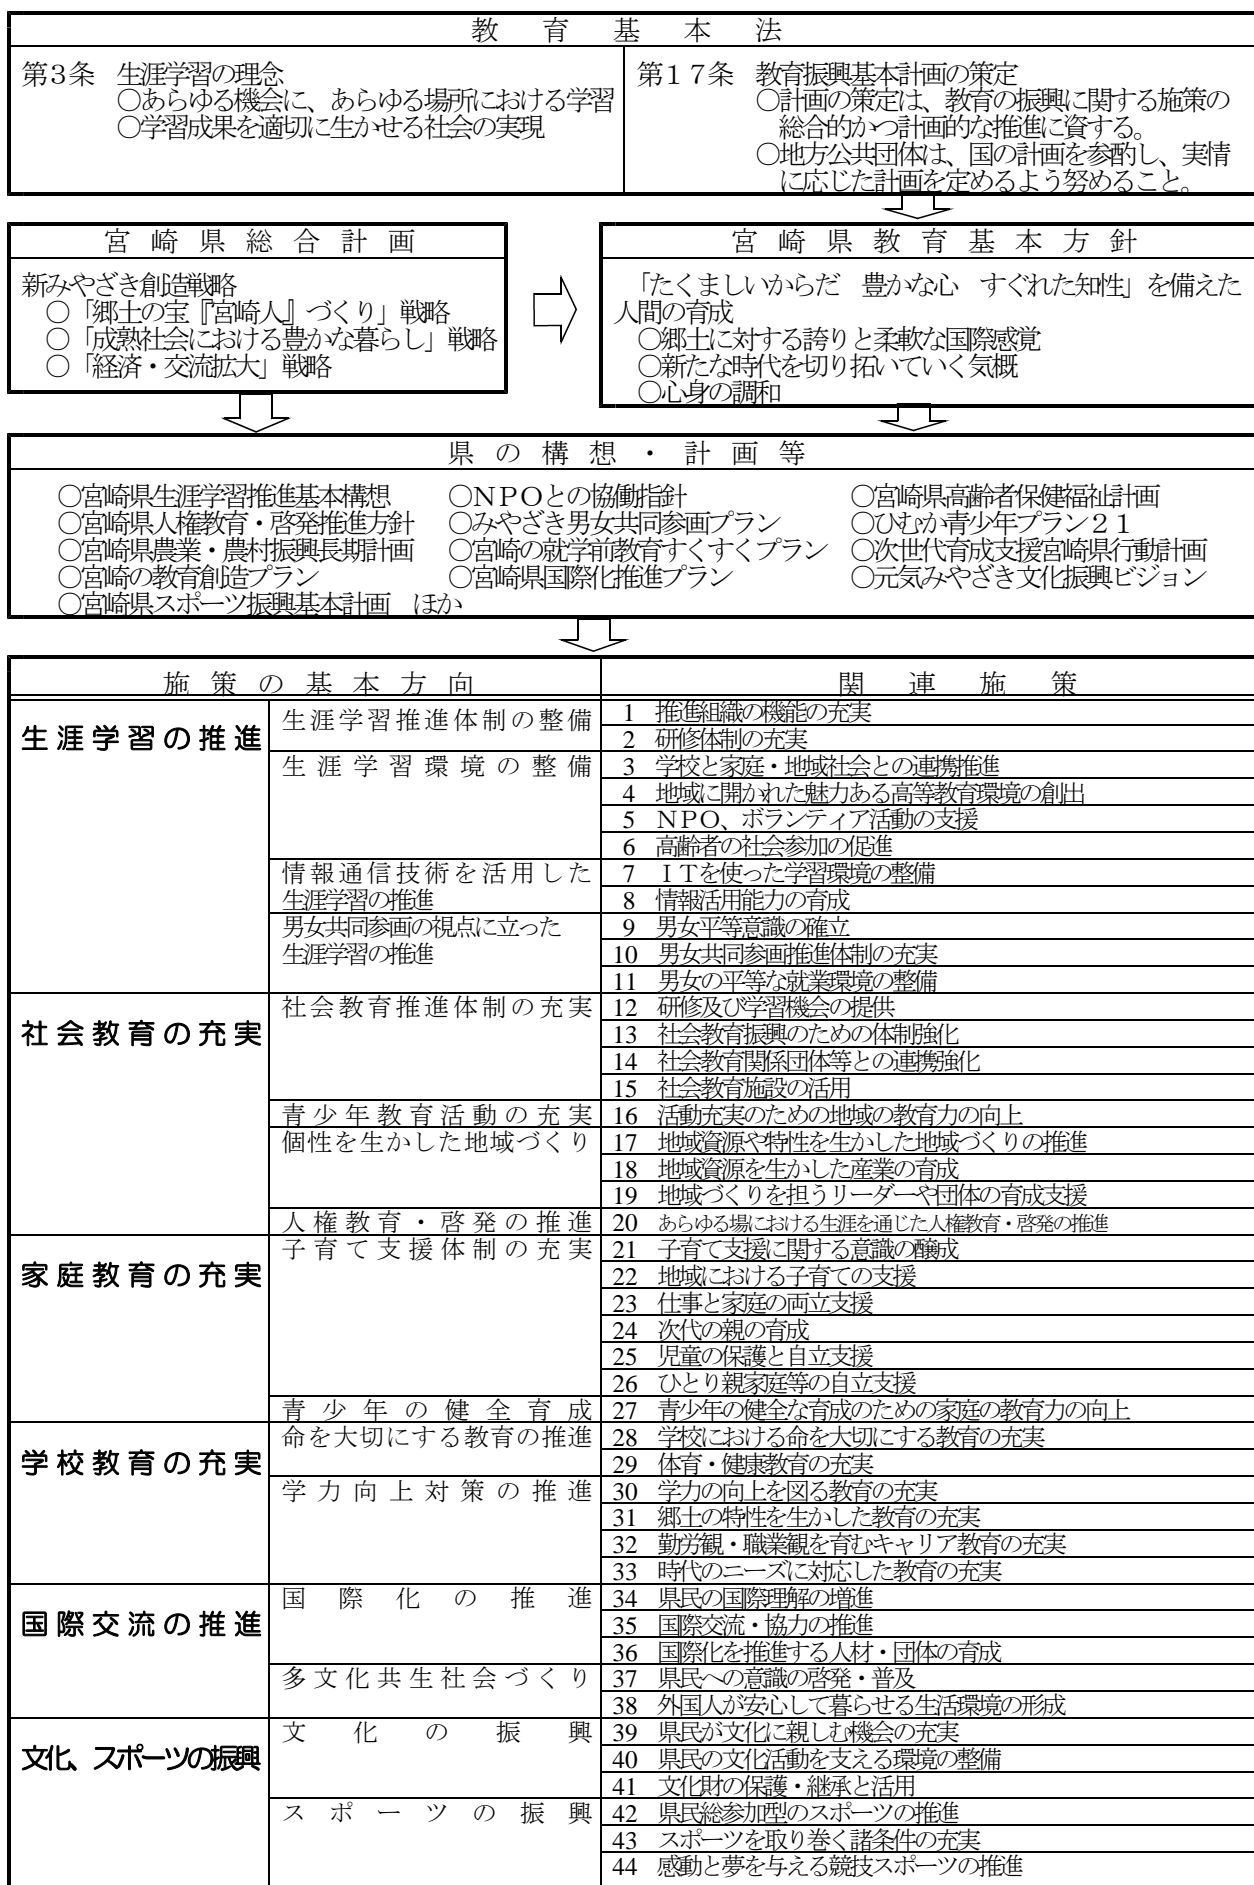 教育基本法
第3条　生涯学習の理念
○あらゆる機会に、あらゆる場所における学習
○学習成果を適切に生かせる社会の実現
第１７条　教育振興基本計画の策定
○計画の策定は、教育の振興に関する施策の
総合的かつ計画的な推進に資する。
○地方公共団体は、国の計画を参酌し、実情
に応じた計画を定めるよう努めること。
宮崎県総合計画
新みやざき創造戦略
○「郷土の宝『宮崎人』づくり」戦略
○「成熟社会における豊かな暮らし」戦略
○「経済・交流拡大」戦略
宮崎県教育基本方針
「たくましいからだ　豊かな心　すぐれた知性」を備えた
人間の育成
○郷土に対する誇りと柔軟な国際感覚
○新たな時代を切り拓いていく気概
○心身の調和
県の構想・計画等
○宮崎県生涯学習推進基本構想　○ＮＰＯとの協働指針　○宮崎県高齢者保健福祉計画
○宮崎県人権教育・啓発推進方針　○みやざき男女共同参画プラン　○ひむか青少年プラン２１
○宮崎県農業・農村振興長期計画　○宮崎の就学前教育すくすくプラン　○次世代育成支援宮崎県行動計画
○宮崎の教育創造プラン　○宮崎県国際化推進プラン　○元気みやざき文化振興ビジョン
○宮崎県スポーツ振興基本計画　ほか
施策の基本方向　関連施策
生涯学習の推進
生涯学習推進体制の整備
1　推進組織の機能の充実
2　研修体制の充実
生涯学習環境の整備
3　学校と家庭・地域社会との連携推進
4　地域に開かれた魅力ある高等教育環境の創出
5　ＮＰＯ、ボランティア活動の支援
6　高齢者の社会参加の促進
情報通信技術を活用した
生涯学習の推進
7　ＩＴを使った学習環境の整備
8　情報活用能力の育成
男女共同参画の視点に立った
生涯学習の推進
9　男女平等意識の確立
10　男女共同参画推進体制の充実
11　男女の平等な就業環境の整備
社会教育の充実
社会教育推進体制の充実
12　研修及び学習機会の提供
13　社会教育振興のための体制強化
14　社会教育関係団体等との連携強化
15　社会教育施設の活用
青少年教育活動の充実
16　活動充実のための地域の教育力の向上
個性を生かした地域づくり
17　地域資源や特性を生かした地域づくりの推進
18　地域資源を生かした産業の育成
19　地域づくりを担うリーダーや団体の育成支援
人権教育・啓発の推進
20　あらゆる場における生涯を通じた人権教育・啓発の推進
家庭教育の充実
子育て支援体制の充実
21　子育て支援に関する意識の醸成
22　地域における子育ての支援
23　仕事と家庭の両立支援
24　次代の親の育成
25　児童の保護と自立支援
26　ひとり親家庭等の自立支援
青少年の健全育成
27　青少年の健全な育成のための家庭の教育力の向上
学校教育の充実
命を大切にする教育の推進
28　学校における命を大切にする教育の充実
29　体育・健康教育の充実
学力向上対策の推進
30　学力の向上を図る教育の充実
31　郷土の特性を生かした教育の充実
32　勤労観・職業観を育むキャリア教育の充実
33　時代のニーズに対応した教育の充実
国際交流の推進
国際化の推進
34　県民の国際理解の増進
35　国際交流・協力の推進
36　国際化を推進する人材・団体の育成
多文化共生社会づくり
37　県民への意識の啓発・普及
38　外国人が安心して暮らせる生活環境の形成
文化、スポーツの振興
文化の振興
39　県民が文化に親しむ機会の充実
40　県民の文化活動を支える環境の整備
41　文化財の保護・継承と活用
スポーツの振興
42　県民総参加型のスポーツの推進
43　スポーツを取り巻く諸条件の充実
44　感動と夢を与える競技スポーツの推進